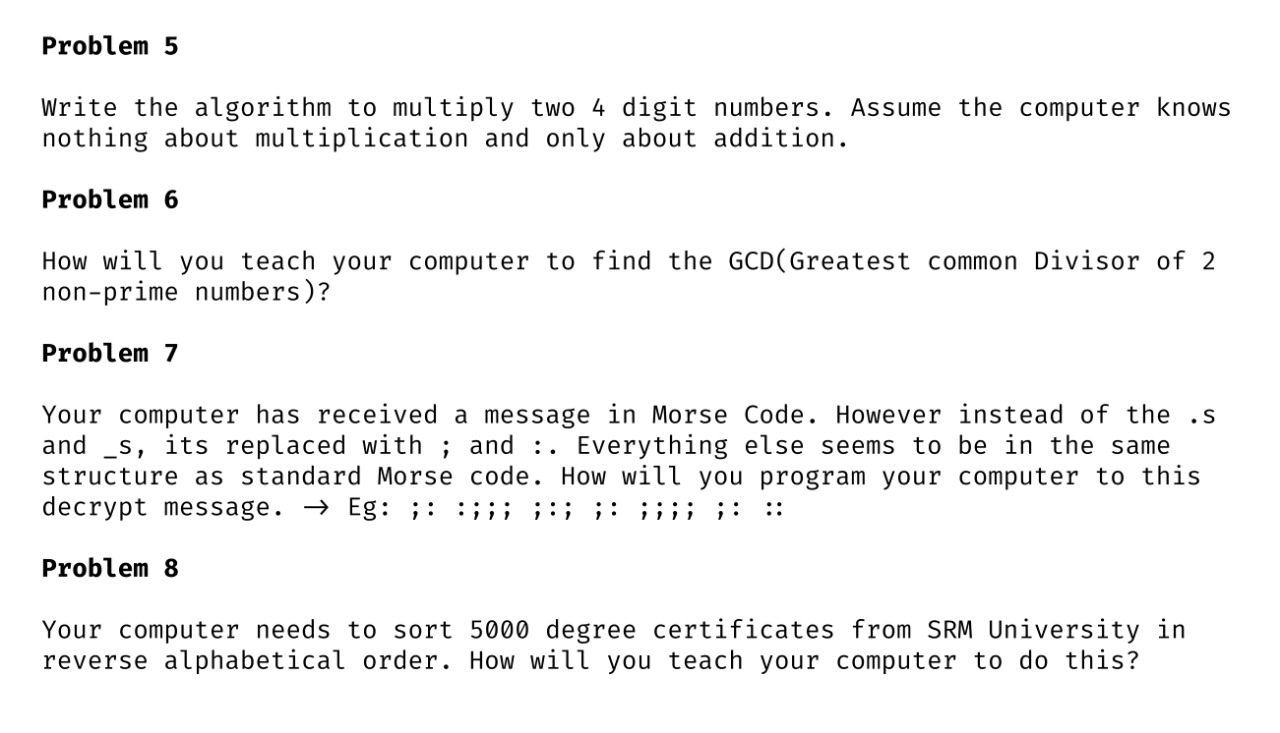 Problem 5
Write the algorithm to multiply two 4 digit numbers. Assume the computer knows
nothing about multiplication and only about addition.
Problem 6
How will you teach your computer to find the GCD(Greatest common Divisor of 2
non-prime numbers)?
Problem 7
Your computer has received a message in Morse Code. However instead of the .s
and _s, its replaced with ; and :. Everything else seems to be in the same
structure as standard Morse code. How will you program your computer to this
decrypt message. → Eg: ;: :;;; ;:; ;: ;;;; ;: ::
Problem 8
Your computer needs to sort 5000 degree certificates from SRM University in
reverse alphabetical order. How will you teach your computer to do this?